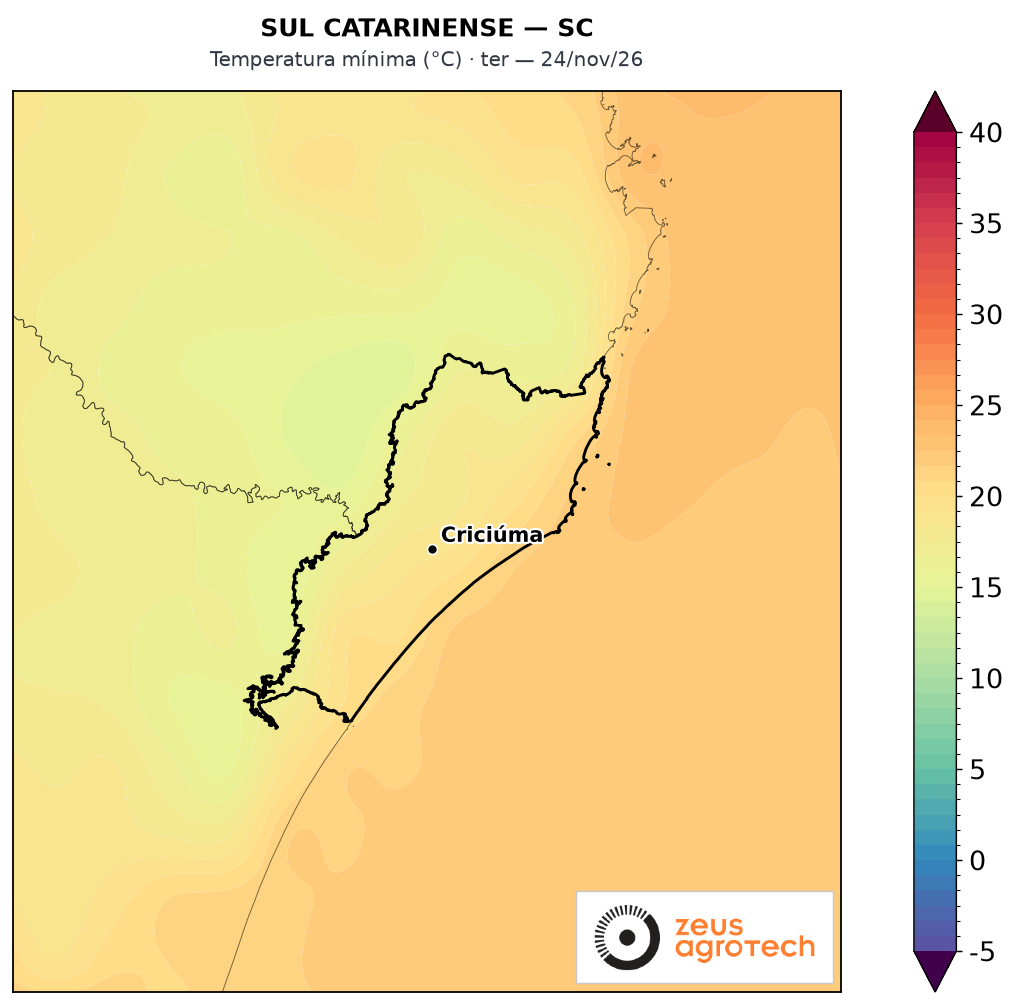 SUL CATARINENSE — SC
Temperatura mínima (°C) · ter — 24/nov/26
40
35
30
25
20
15
10
5
0
-5
Criciúma
zeus
agrotech